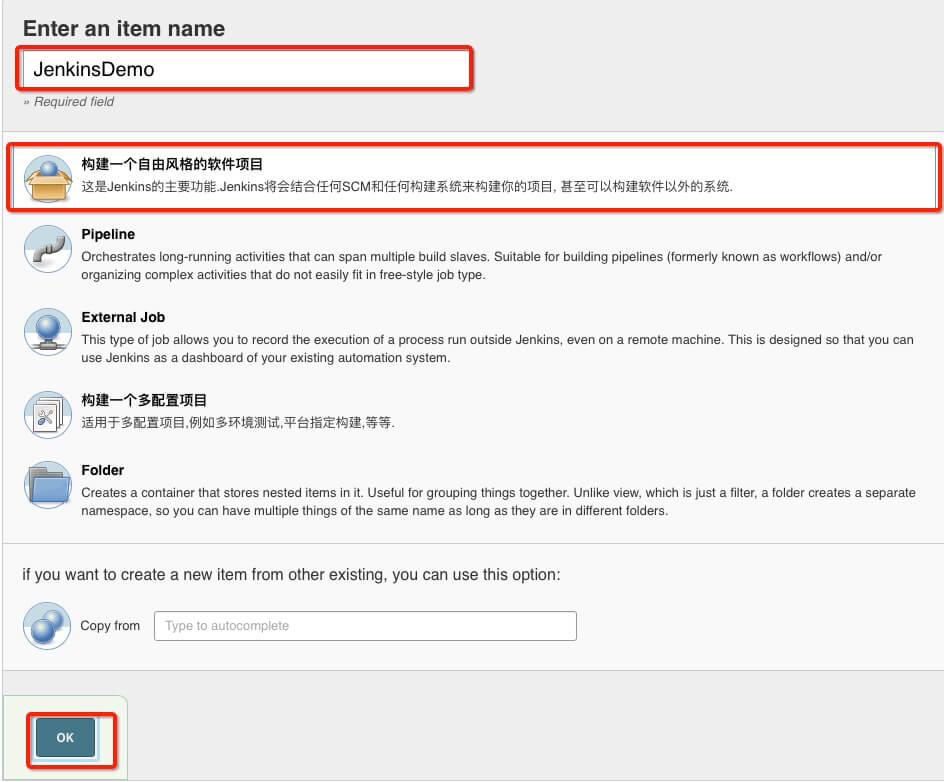 Enter an item name
JenkinsDemo
» Required field
构建一个自由风格的软件项目
这是Jenkins的主要功能.Jenkins将会结合任何SCM和任何构建系统来构建你的项目, 甚至可以构建软件以外的系统.
Pipeline
Orchestrates long-running activities that can span multiple build slaves. Suitable for building pipelines (formerly known as workflows) and/or
organizing complex activities that do not easily fit in free-style job type.
External Job
This type of job allows you to record the execution of a process run outside Jenkins, even on a remote machine. This is designed so that you can
use Jenkins as a dashboard of your existing automation system.
构建一个多配置项目
适用于多配置项目,例如多环境测试,平台指定构建,等等.
Folder
Creates a container that stores nested items in it. Useful for grouping things together. Unlike view, which is just a filter, a folder creates a separate
namespace, so you can have multiple things of the same name as long as they are in different folders.
if you want to create a new item from other existing, you can use this option:
Copy from Type to autocomplete
OK